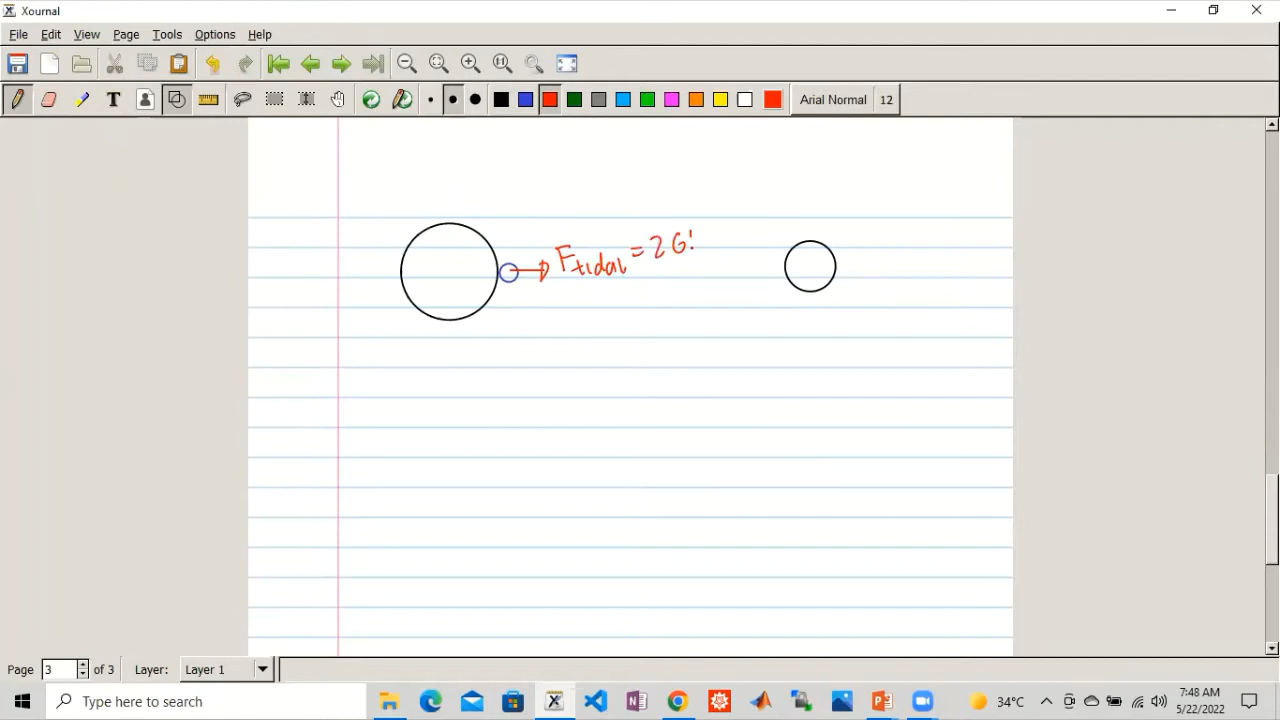 Xournal
File Edit View Page Tools Options Help
T Arial Normal 12
Ftidal = 2G
Page 3 of 3 Layer: Layer 1
Type here to search 34°C 7:48 AM
5/22/2022